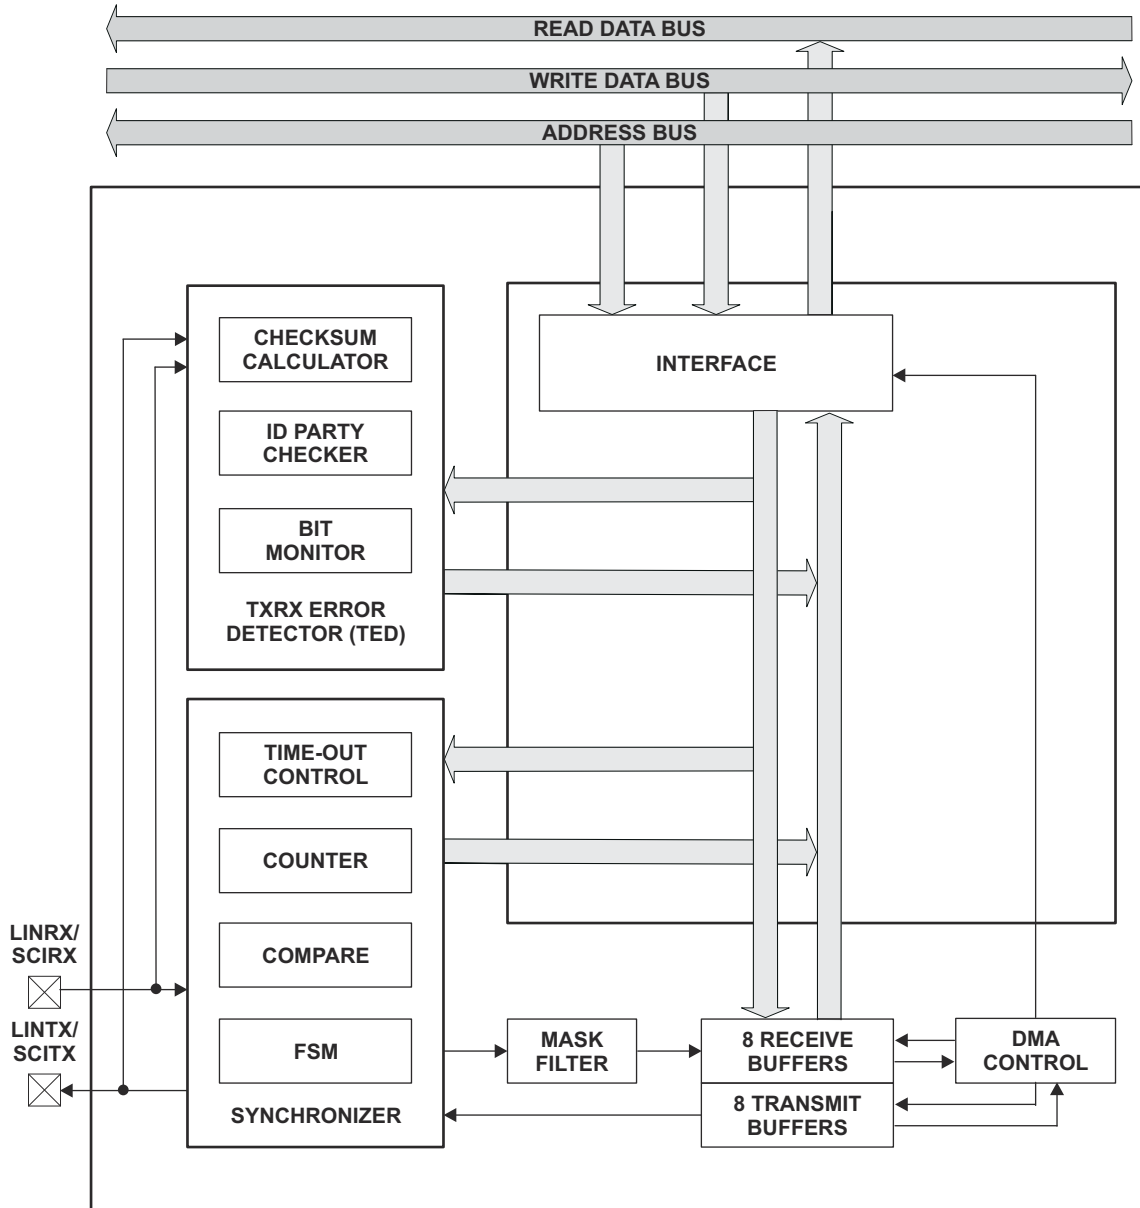 READ DATA BUS
WRITE DATA BUS
ADDRESS BUS
CHECKSUM
CALCULATOR
INTERFACE
ID PARTY
CHECKER
BIT
MONITOR
TXRX ERROR
DETECTOR (TED)
TIME-OUT
CONTROL
COUNTER
COMPARE
LINRX/
SCIRX
LINTX/
SCITX
FSM
SYNCHRONIZER
MASK
FILTER
8 RECEIVE
BUFFERS
8 TRANSMIT
BUFFERS
DMA
CONTROL